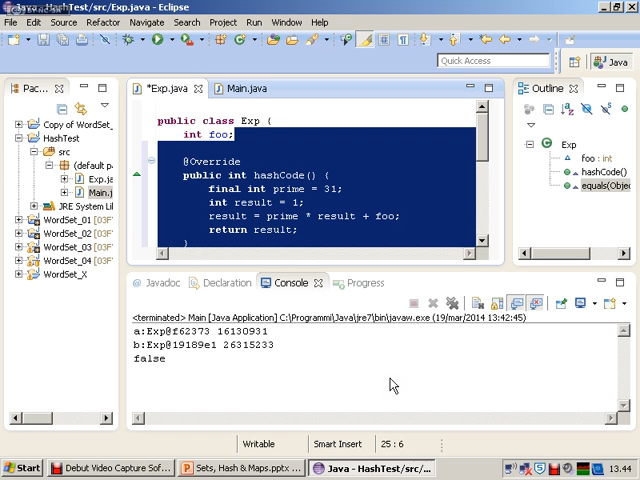 Java - HashTest/src/Exp.java - Eclipse
File Edit Source Refactor Navigate Search Project Run Window Help
Quick Access
Java
Pac...
*Exp.java
Main.java
Outline
Copy of WordSet_
HashTest
src
(default pa
Exp.ja
Main.j
JRE System Lib
WordSet_01 [03F
WordSet_02 [03F
WordSet_03 [03F
WordSet_04 [03F
WordSet_X
public class Exp {
int foo;
@Override
public int hashCode() {
final int prime = 31;
int result = 1;
result = prime * result + foo;
return result;
}
Exp
foo : int
hashCode()
equals(Objec
Javadoc
Declaration
Console
Progress
<terminated> Main [Java Application] C:\Programmi\Java\jre7\bin\javaw.exe (19/mar/2014 13:42:45)
a:Exp@f62373 16130931
b:Exp@19189e1 26315233
false
Writable
Smart Insert
25 : 6
Start
Debut Video Capture Sof...
Sets, Hash & Maps.pptx ...
Java - HashTest/src/...
13.44